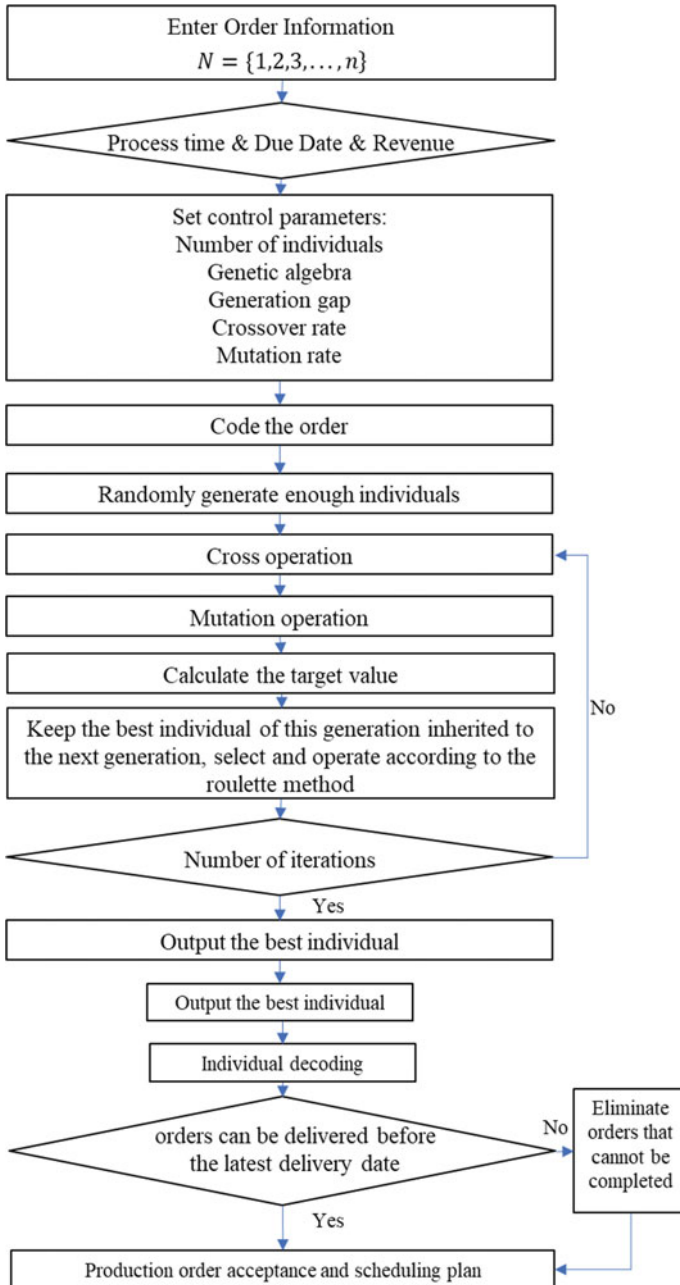 Enter Order Information
N = {1,2,3, . . . , n}
Process time & Due Date & Revenue
Set control parameters:
Number of individuals
Genetic algebra
Generation gap
Crossover rate
Mutation rate
Code the order
Randomly generate enough individuals
Cross operation
Mutation operation
Calculate the target value
Keep the best individual of this generation inherited to
the next generation, select and operate according to the
roulette method
No
Number of iterations
Yes
Output the best individual
Output the best individual
Individual decoding
orders can be delivered before
the latest delivery date
No
Eliminate
orders that
cannot be
completed
Yes
Production order acceptance and scheduling plan